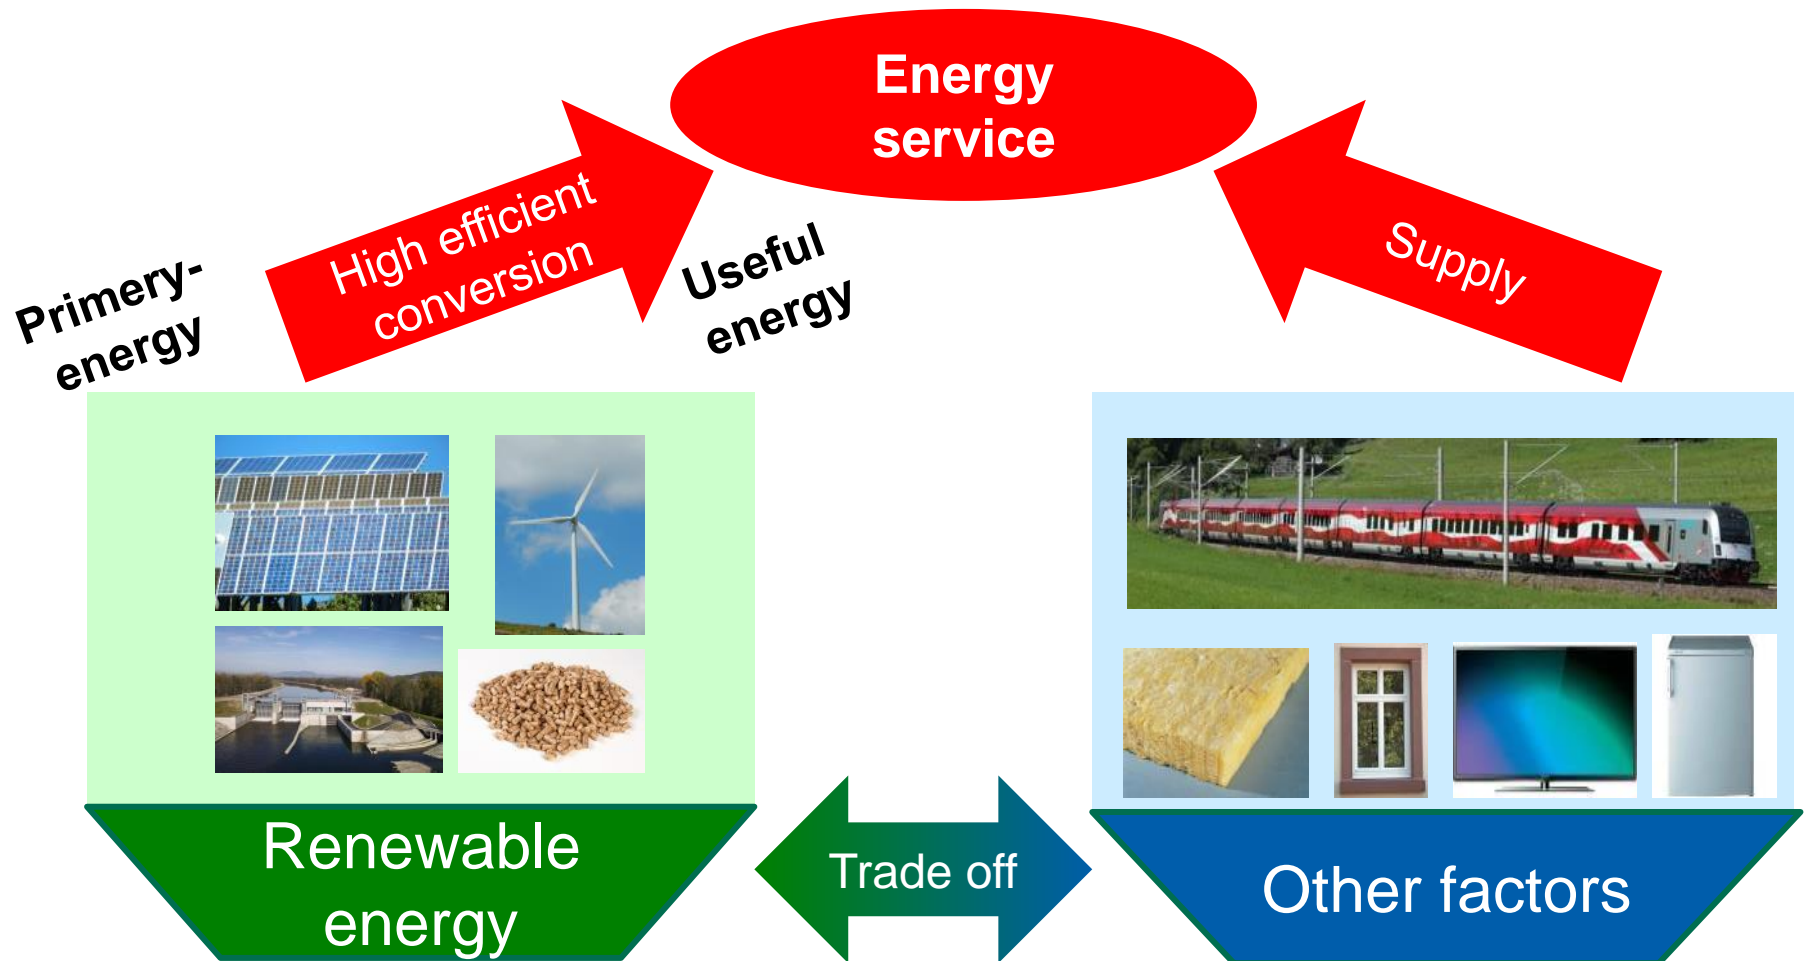 Energy
service
High efficient
conversion
Primery-
energy
Useful
energy
Supply
Renewable
energy
Trade off
Other factors